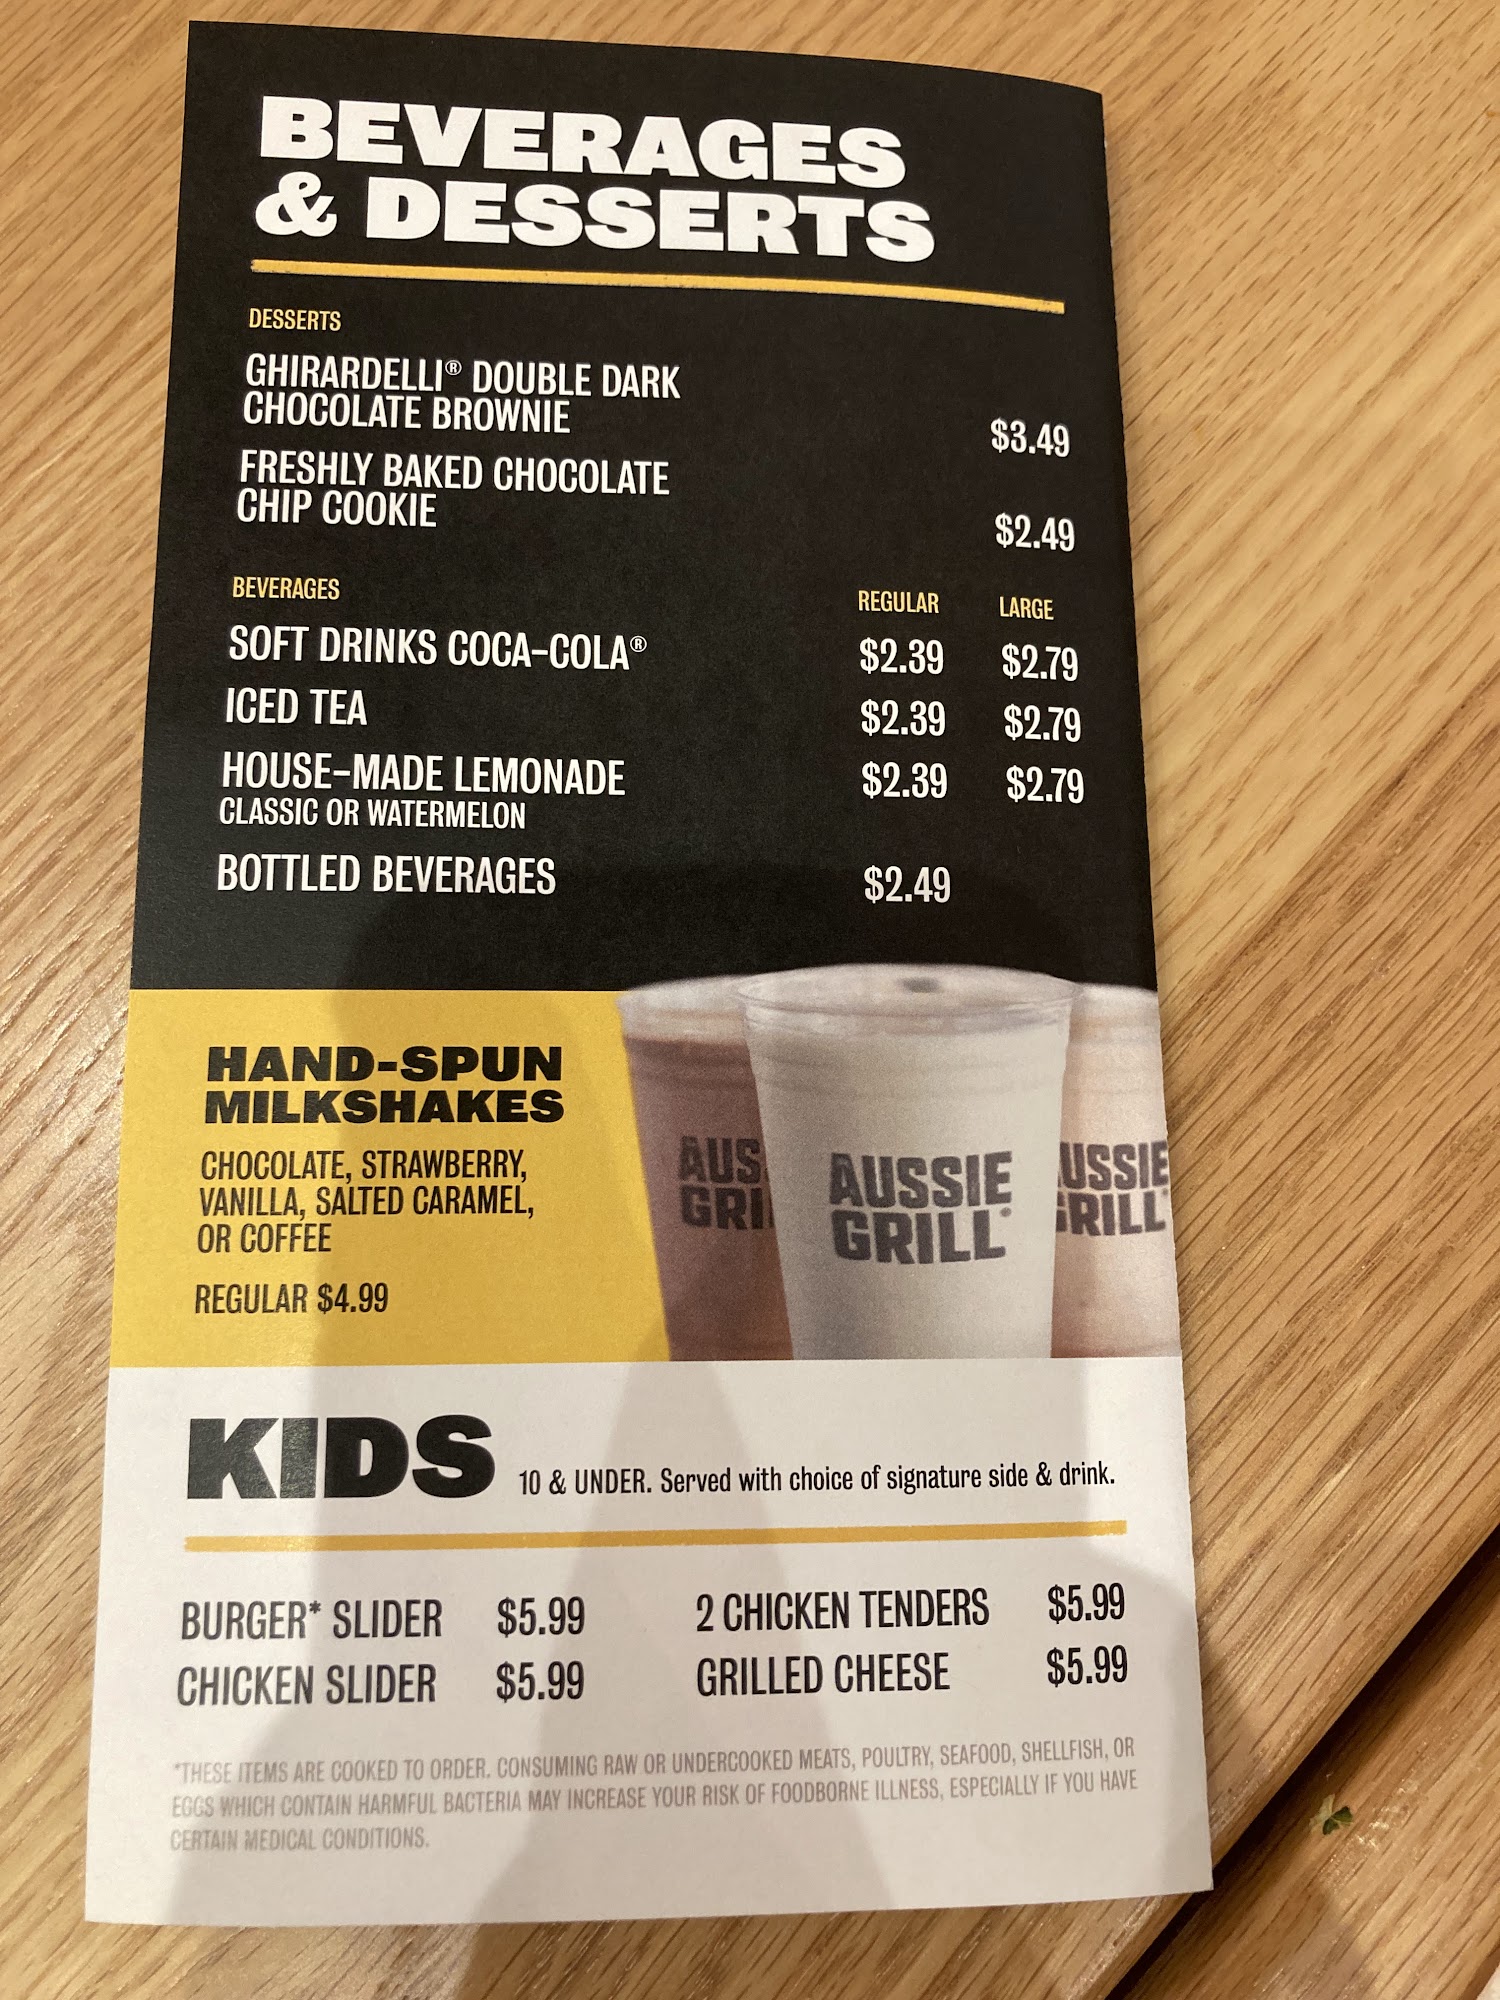 BEVERAGES
& DESSERTS
DESSERTS
GHIRARDELLI® DOUBLE DARK
CHOCOLATE BROWNIE $3.49
FRESHLY BAKED CHOCOLATE
CHIP COOKIE $2.49
BEVERAGES REGULAR LARGE
SOFT DRINKS COCA-COLA® $2.39 $2.79
ICED TEA $2.39 $2.79
HOUSE-MADE LEMONADE $2.39 $2.79
CLASSIC OR WATERMELON
BOTTLED BEVERAGES $2.49
HAND-SPUN
MILKSHAKES
CHOCOLATE, STRAWBERRY,
VANILLA, SALTED CARAMEL,
OR COFFEE
REGULAR $4.99
AUS
GRI
AUSSIE
GRILL
USSIE
GRILL
KIDS 10 & UNDER. Served with choice of signature side & drink.
BURGER* SLIDER $5.99 2 CHICKEN TENDERS $5.99
CHICKEN SLIDER $5.99 GRILLED CHEESE $5.99
*THESE ITEMS ARE COOKED TO ORDER. CONSUMING RAW OR UNDERCOOKED MEATS, POULTRY, SEAFOOD, SHELLFISH, OR
EGGS WHICH CONTAIN HARMFUL BACTERIA MAY INCREASE YOUR RISK OF FOODBORNE ILLNESS, ESPECIALLY IF YOU HAVE
CERTAIN MEDICAL CONDITIONS.